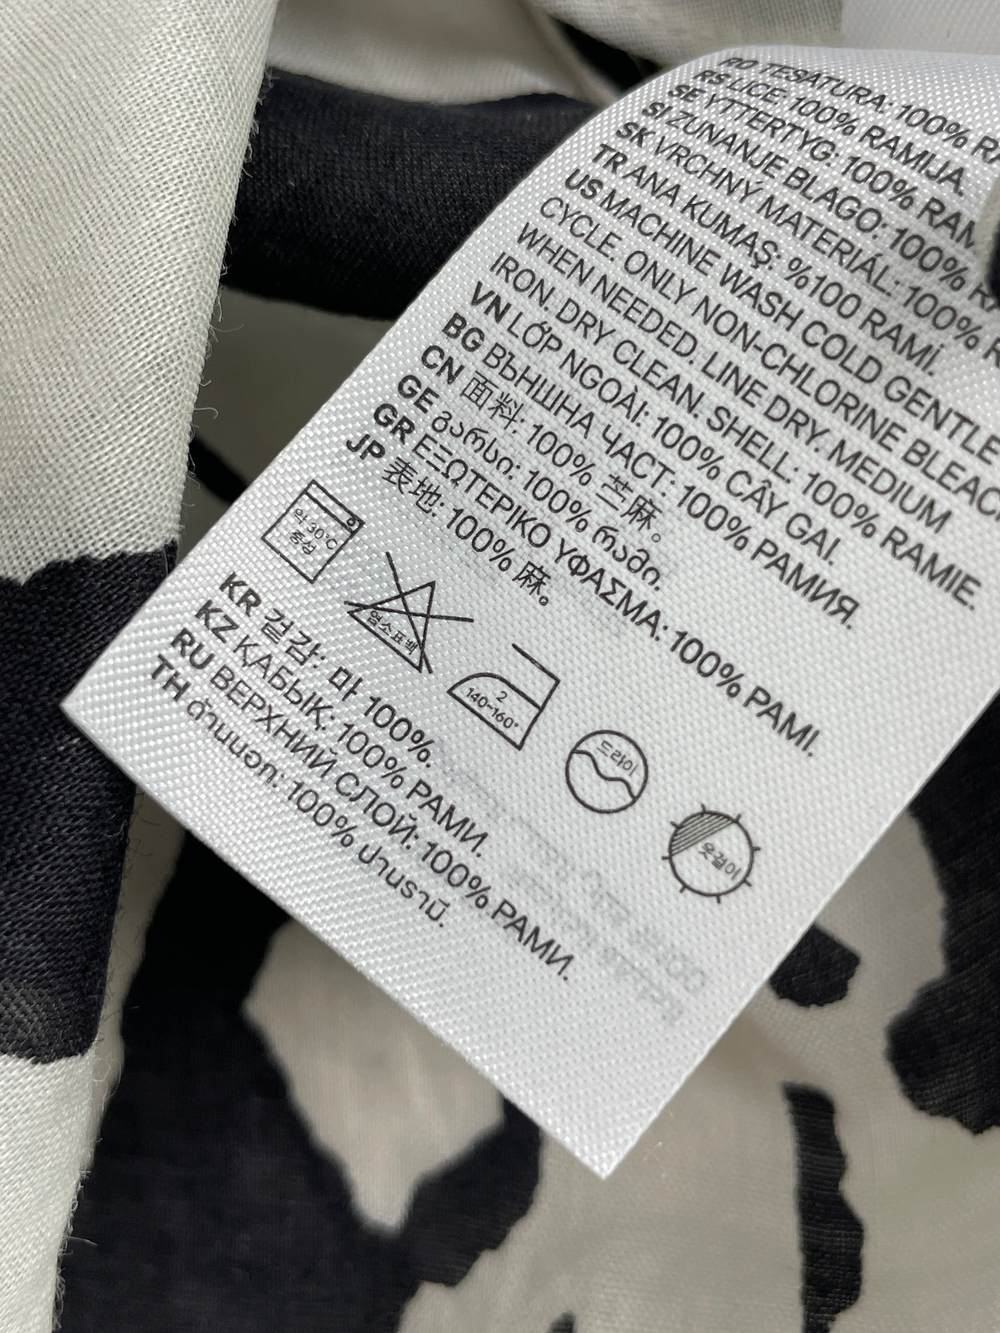 RO TESATURA: 100% RA
RS LICE: 100% RAMIJA.
SE YTTERTYG: 100% RAM
SI ZUNANJE BLAGO: 100% R
SK VRCHNÝ MATERIÁL: 100% R
TR ANA KUMAŞ: %100 RAMİ.
US MACHINE WASH COLD GENTLE
CYCLE. ONLY NON-CHLORINE BLEAC
WHEN NEEDED. LINE DRY. MEDIUM
IRON. DRY CLEAN. SHELL: 100% RAMIE.
VN LỚP NGOÀI: 100% CÂY GAI.
BG ВЪНШНА ЧАСТ: 100% РАМИЯ.
CN 面料: 100% 苎麻。
GE გარსი: 100% რამი.
GR ΕΞΩΤΕΡΙΚΟ ΥΦΑΣΜΑ: 100% ΡΑΜΙ.
JP 表地: 100% 麻。
약 30℃
중성
염소표백
2
140~160°
드라이
옷걸이
KR 겉감: 마 100%.
KZ ҚАБЫҚ: 100% РАМИ.
RU ВЕРХНИЙ СЛОЙ: 100% РАМИ.
TH ด้านนอก: 100% ป่านรามี.